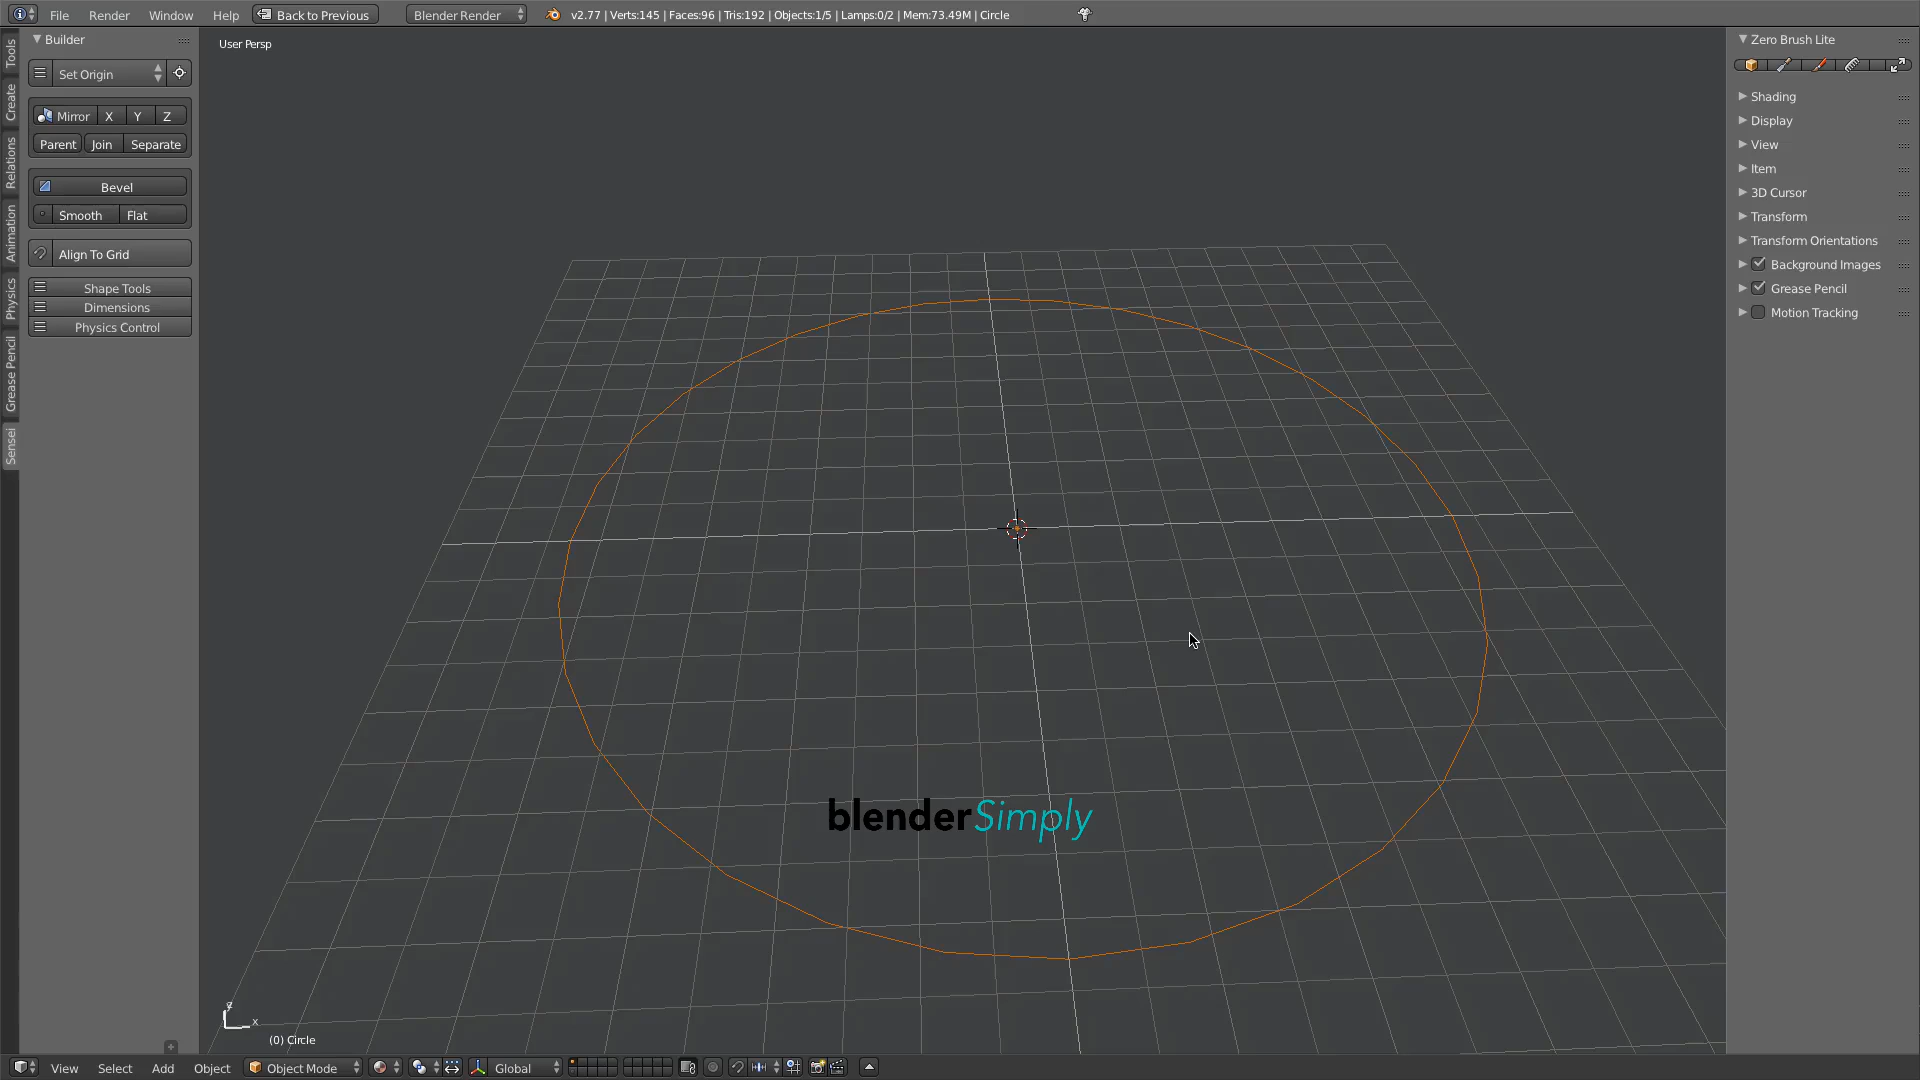 File Render Window Help Back to Previous Blender Render v2.77 | Verts:145 | Faces:96 | Tris:192 | Objects:1/5 | Lamps:0/2 | Mem:73.49M | Circle
Builder
User Persp
Zero Brush Lite
Set Origin
Mirror X Y Z
Parent Join Separate
Bevel
Smooth Flat
Align To Grid
Shape Tools
Dimensions
Physics Control
Tools
Create
Relations
Animation
Physics
Grease Pencil
Sensei
Shading
Display
View
Item
3D Cursor
Transform
Transform Orientations
Background Images
Grease Pencil
Motion Tracking
blenderSimply
z
x
(0) Circle
View Select Add Object Object Mode Global